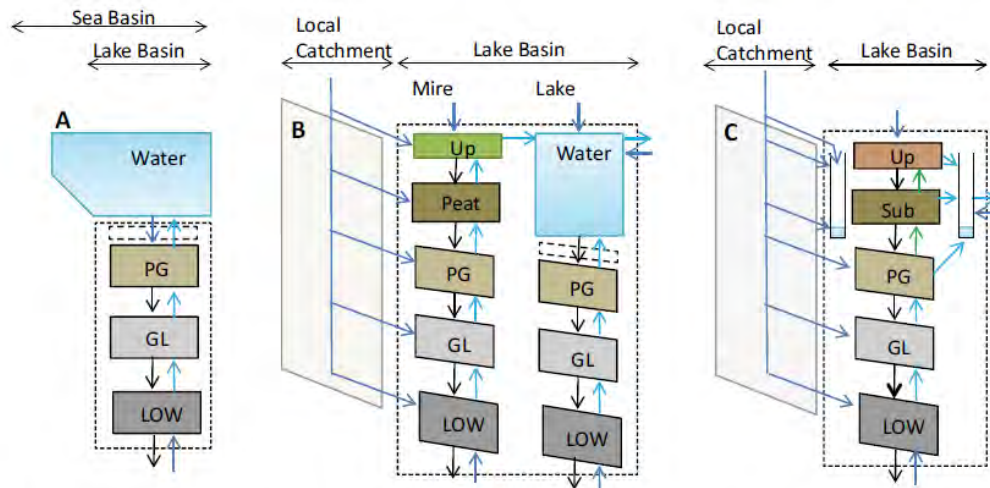 Sea Basin
Lake Basin
A
Water
PG
GL
LOW
Local
Catchment
Lake Basin
Mire
Lake
B
Up
Water
Peat
PG
PG
GL
GL
LOW
LOW
Local
Catchment
Lake Basin
C
Up
Sub
PG
GL
LOW